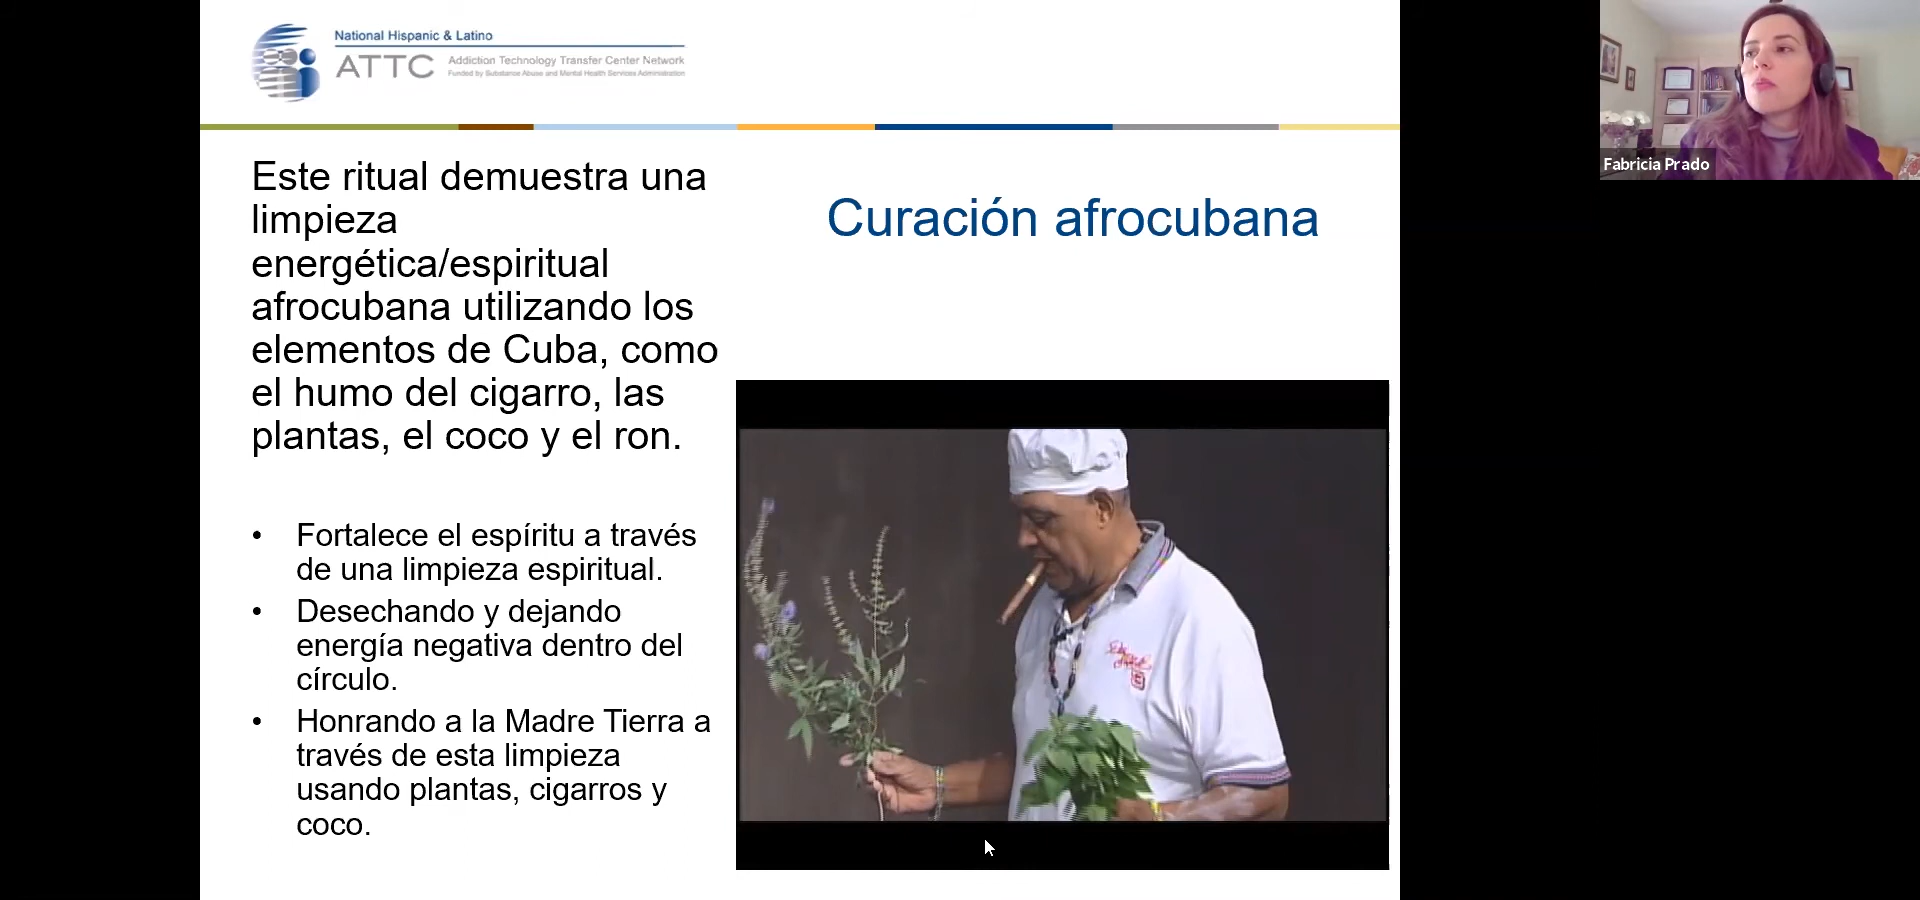 National Hispanic & Latino
ATTC
Addiction Technology Transfer Center Network
Funded by Substance Abuse and Mental Health Services Administration
Fabricia Prado
Este ritual demuestra una
limpieza
energética/espiritual
afrocubana utilizando los
elementos de Cuba, como
el humo del cigarro, las
plantas, el coco y el ron.
Curación afrocubana
• Fortalece el espíritu a través
de una limpieza espiritual.
• Desechando y dejando
energía negativa dentro del
círculo.
• Honrando a la Madre Tierra a
través de esta limpieza
usando plantas, cigarros y
coco.